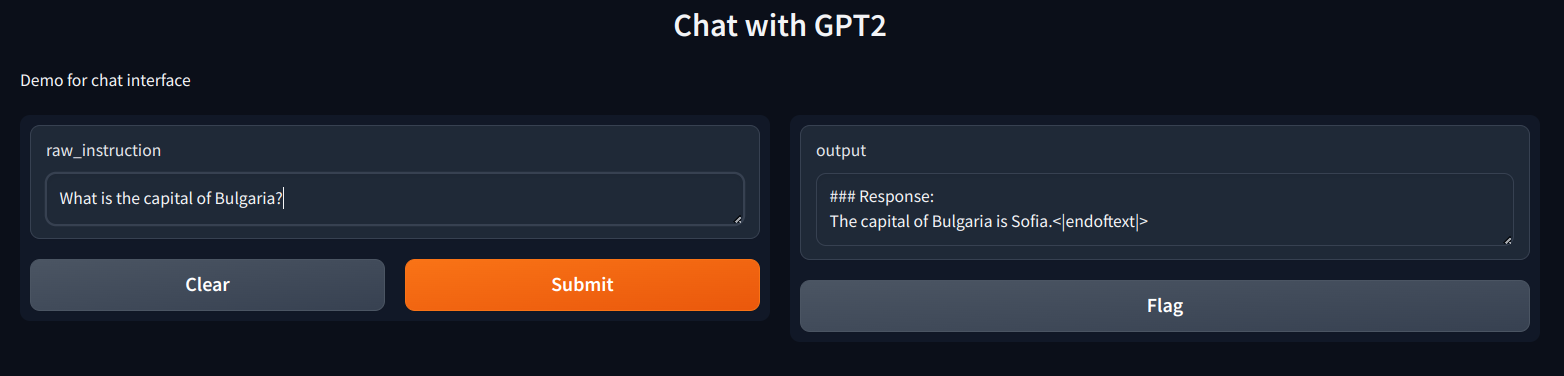 Chat with GPT2
Demo for chat interface
raw_instruction
What is the capital of Bulgaria?
Clear
Submit
output
### Response:
The capital of Bulgaria is Sofia.<|endoftext|>
Flag